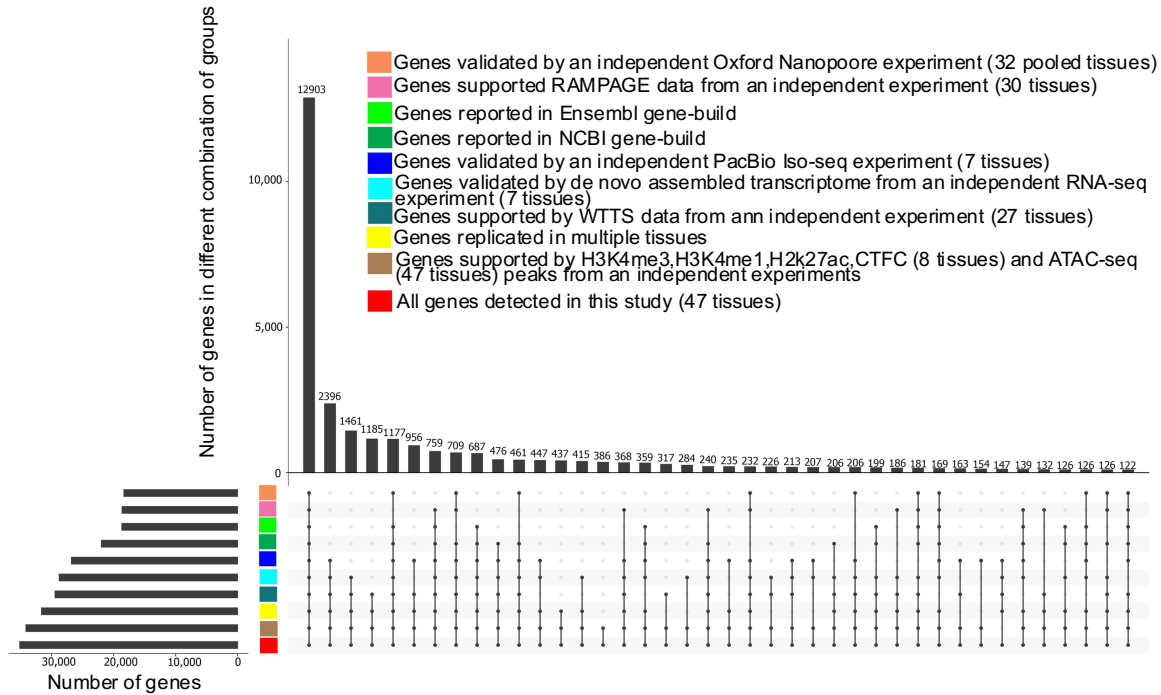 Number of genes in different combination of groups
Genes validated by an independent Oxford Nanopoore experiment (32 pooled tissues)
Genes supported RAMPAGE data from an independent experiment (30 tissues)
Genes reported in Ensembl gene-build
Genes reported in NCBI gene-build
Genes validated by an independent PacBio Iso-seq experiment (7 tissues)
Genes validated by de novo assembled transcriptome from an independent RNA-seq
experiment (7 tissues)
Genes supported by WTTS data from ann independent experiment (27 tissues)
Genes replicated in multiple tissues
Genes supported by H3K4me3,H3K4me1,H2k27ac,CTFC (8 tissues) and ATAC-seq
(47 tissues) peaks from an independent experiments
All genes detected in this study (47 tissues)
10,000
5,000
0
12903 2396 1461 1185 1177 956 759 709 687 476 461 447 437 415 386 368 359 317 284 240 235 232 226 213 207 206 206 199 186 181 169 163 154 147 139 132 126 126 126 122
30,000 20,000 10,000 0
Number of genes